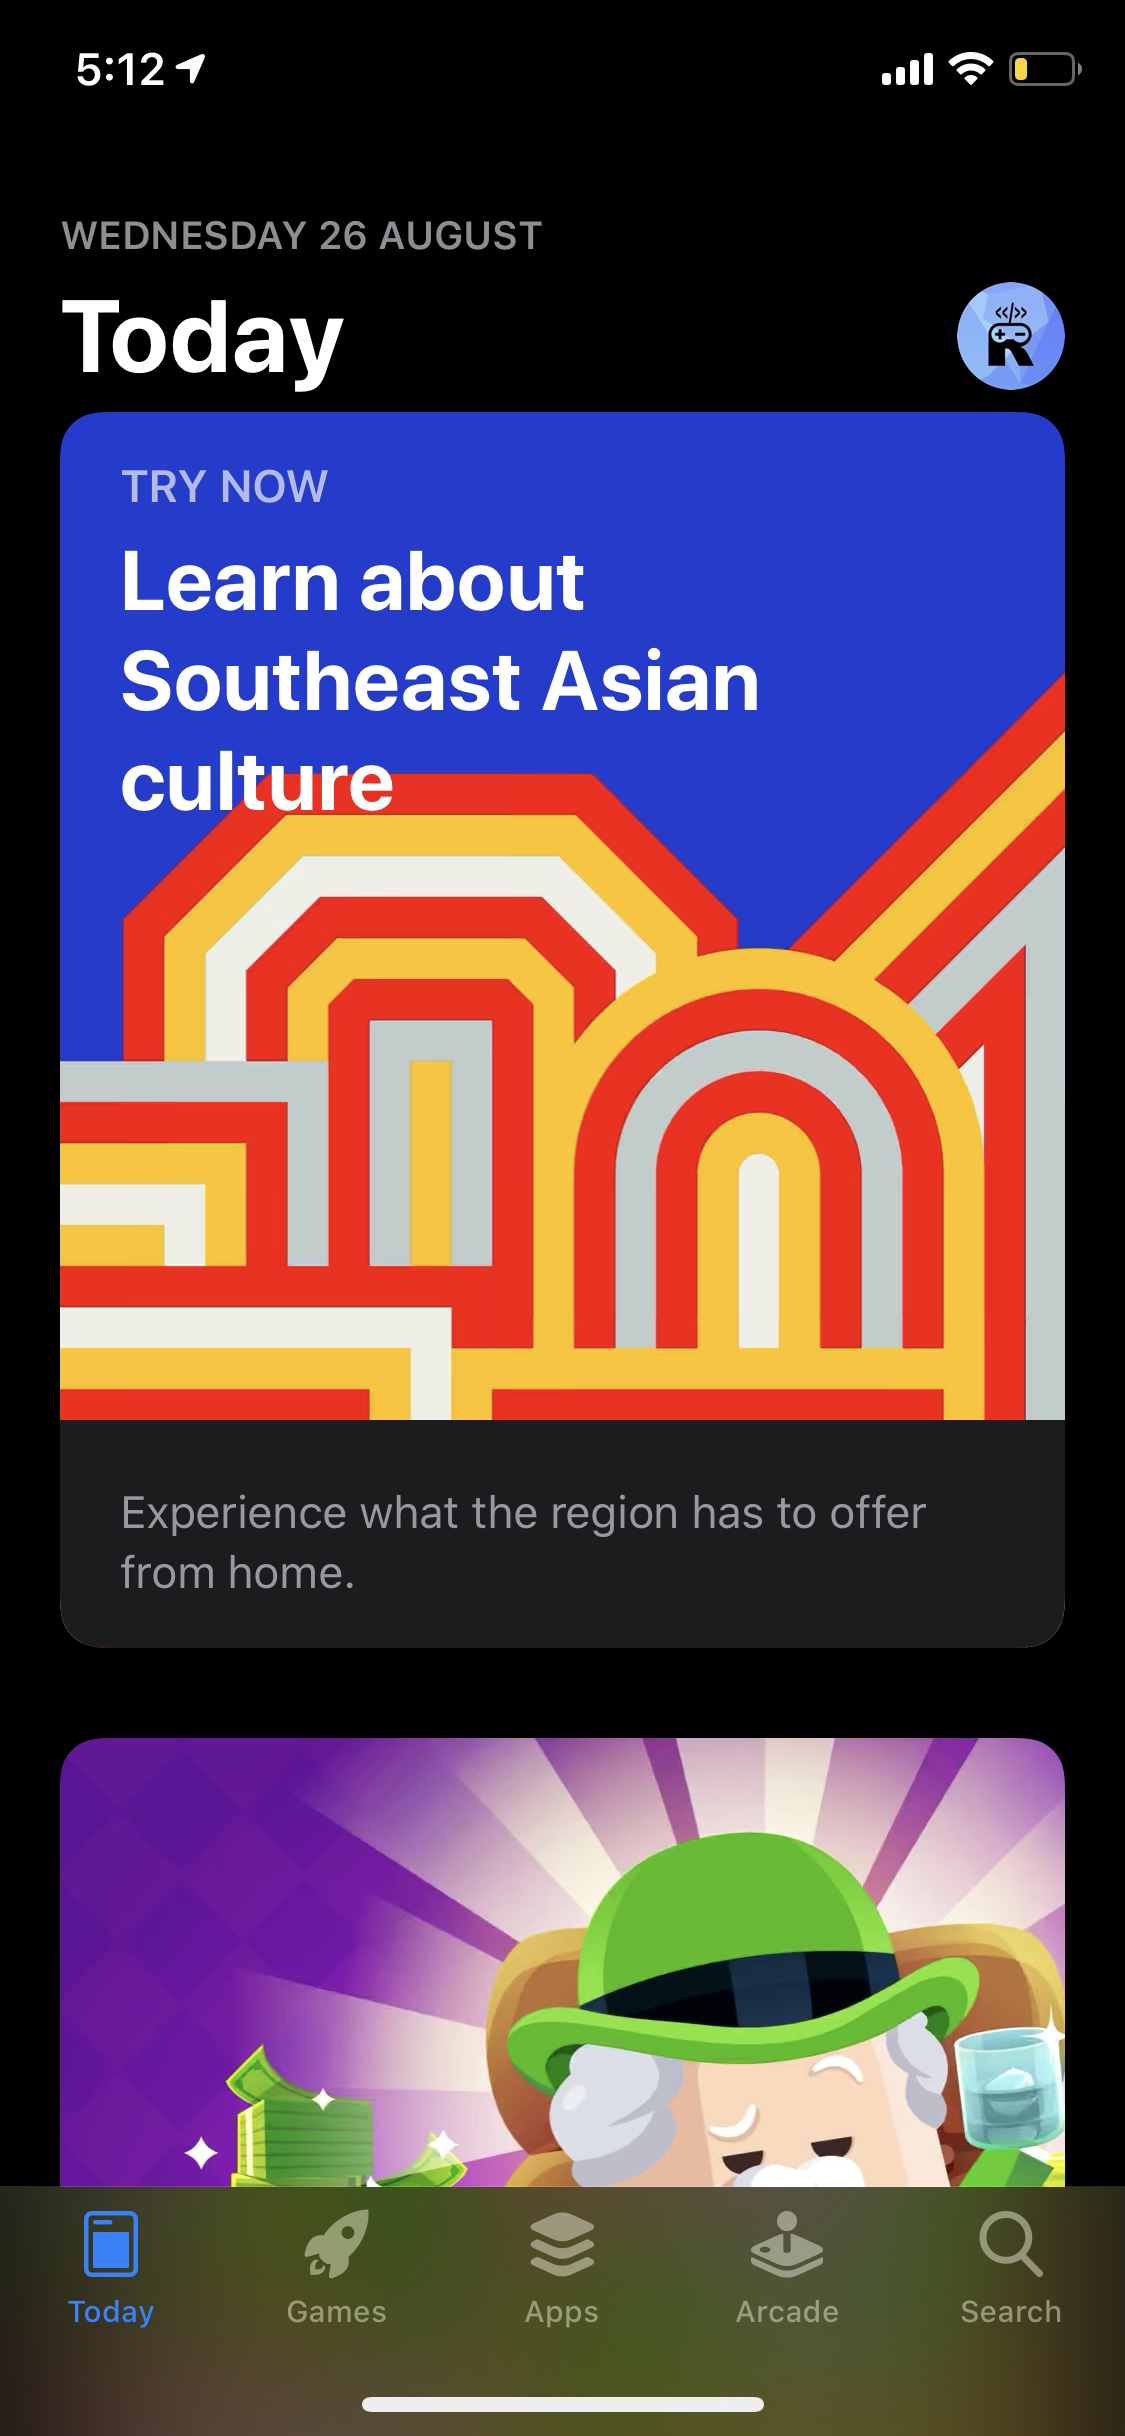 5:12
WEDNESDAY 26 AUGUST
Today
TRY NOW
Learn about
Southeast Asian
culture
Experience what the region has to offer
from home.
Today
Games
Apps
Arcade
Search